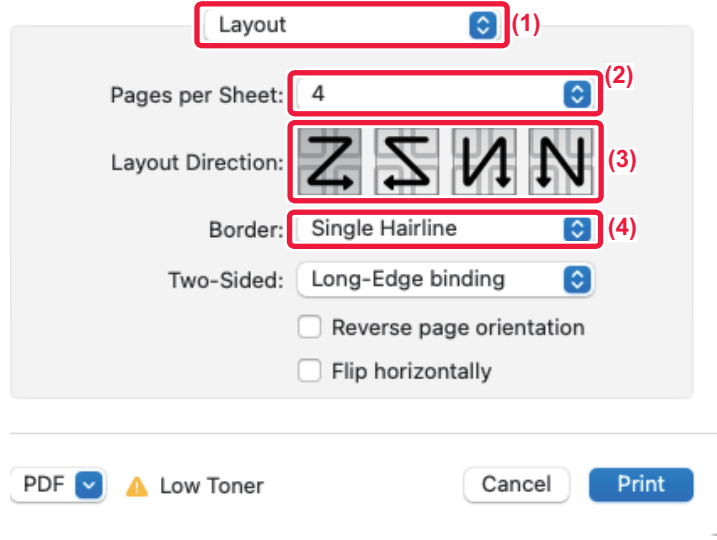 Layout (1)
(2)
Pages per Sheet: 4
Layout Direction: (3)
Border: Single Hairline (4)
Two-Sided: Long-Edge binding
Reverse page orientation
Flip horizontally
PDF Low Toner Cancel Print